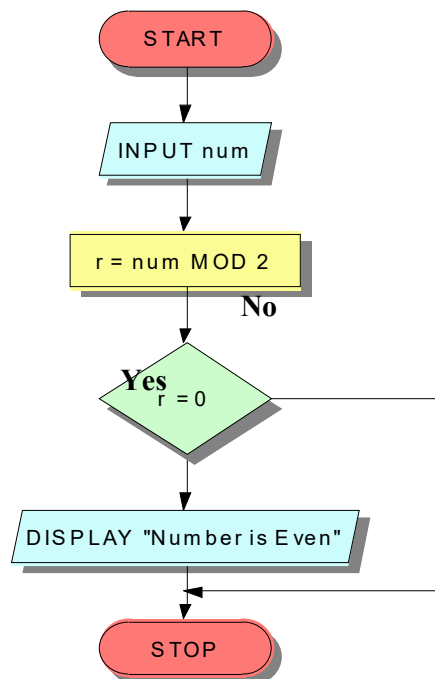 START
INPUT num
r = num MOD 2
No
Yes
r = 0
DISPLAY "Number is Even"
STOP